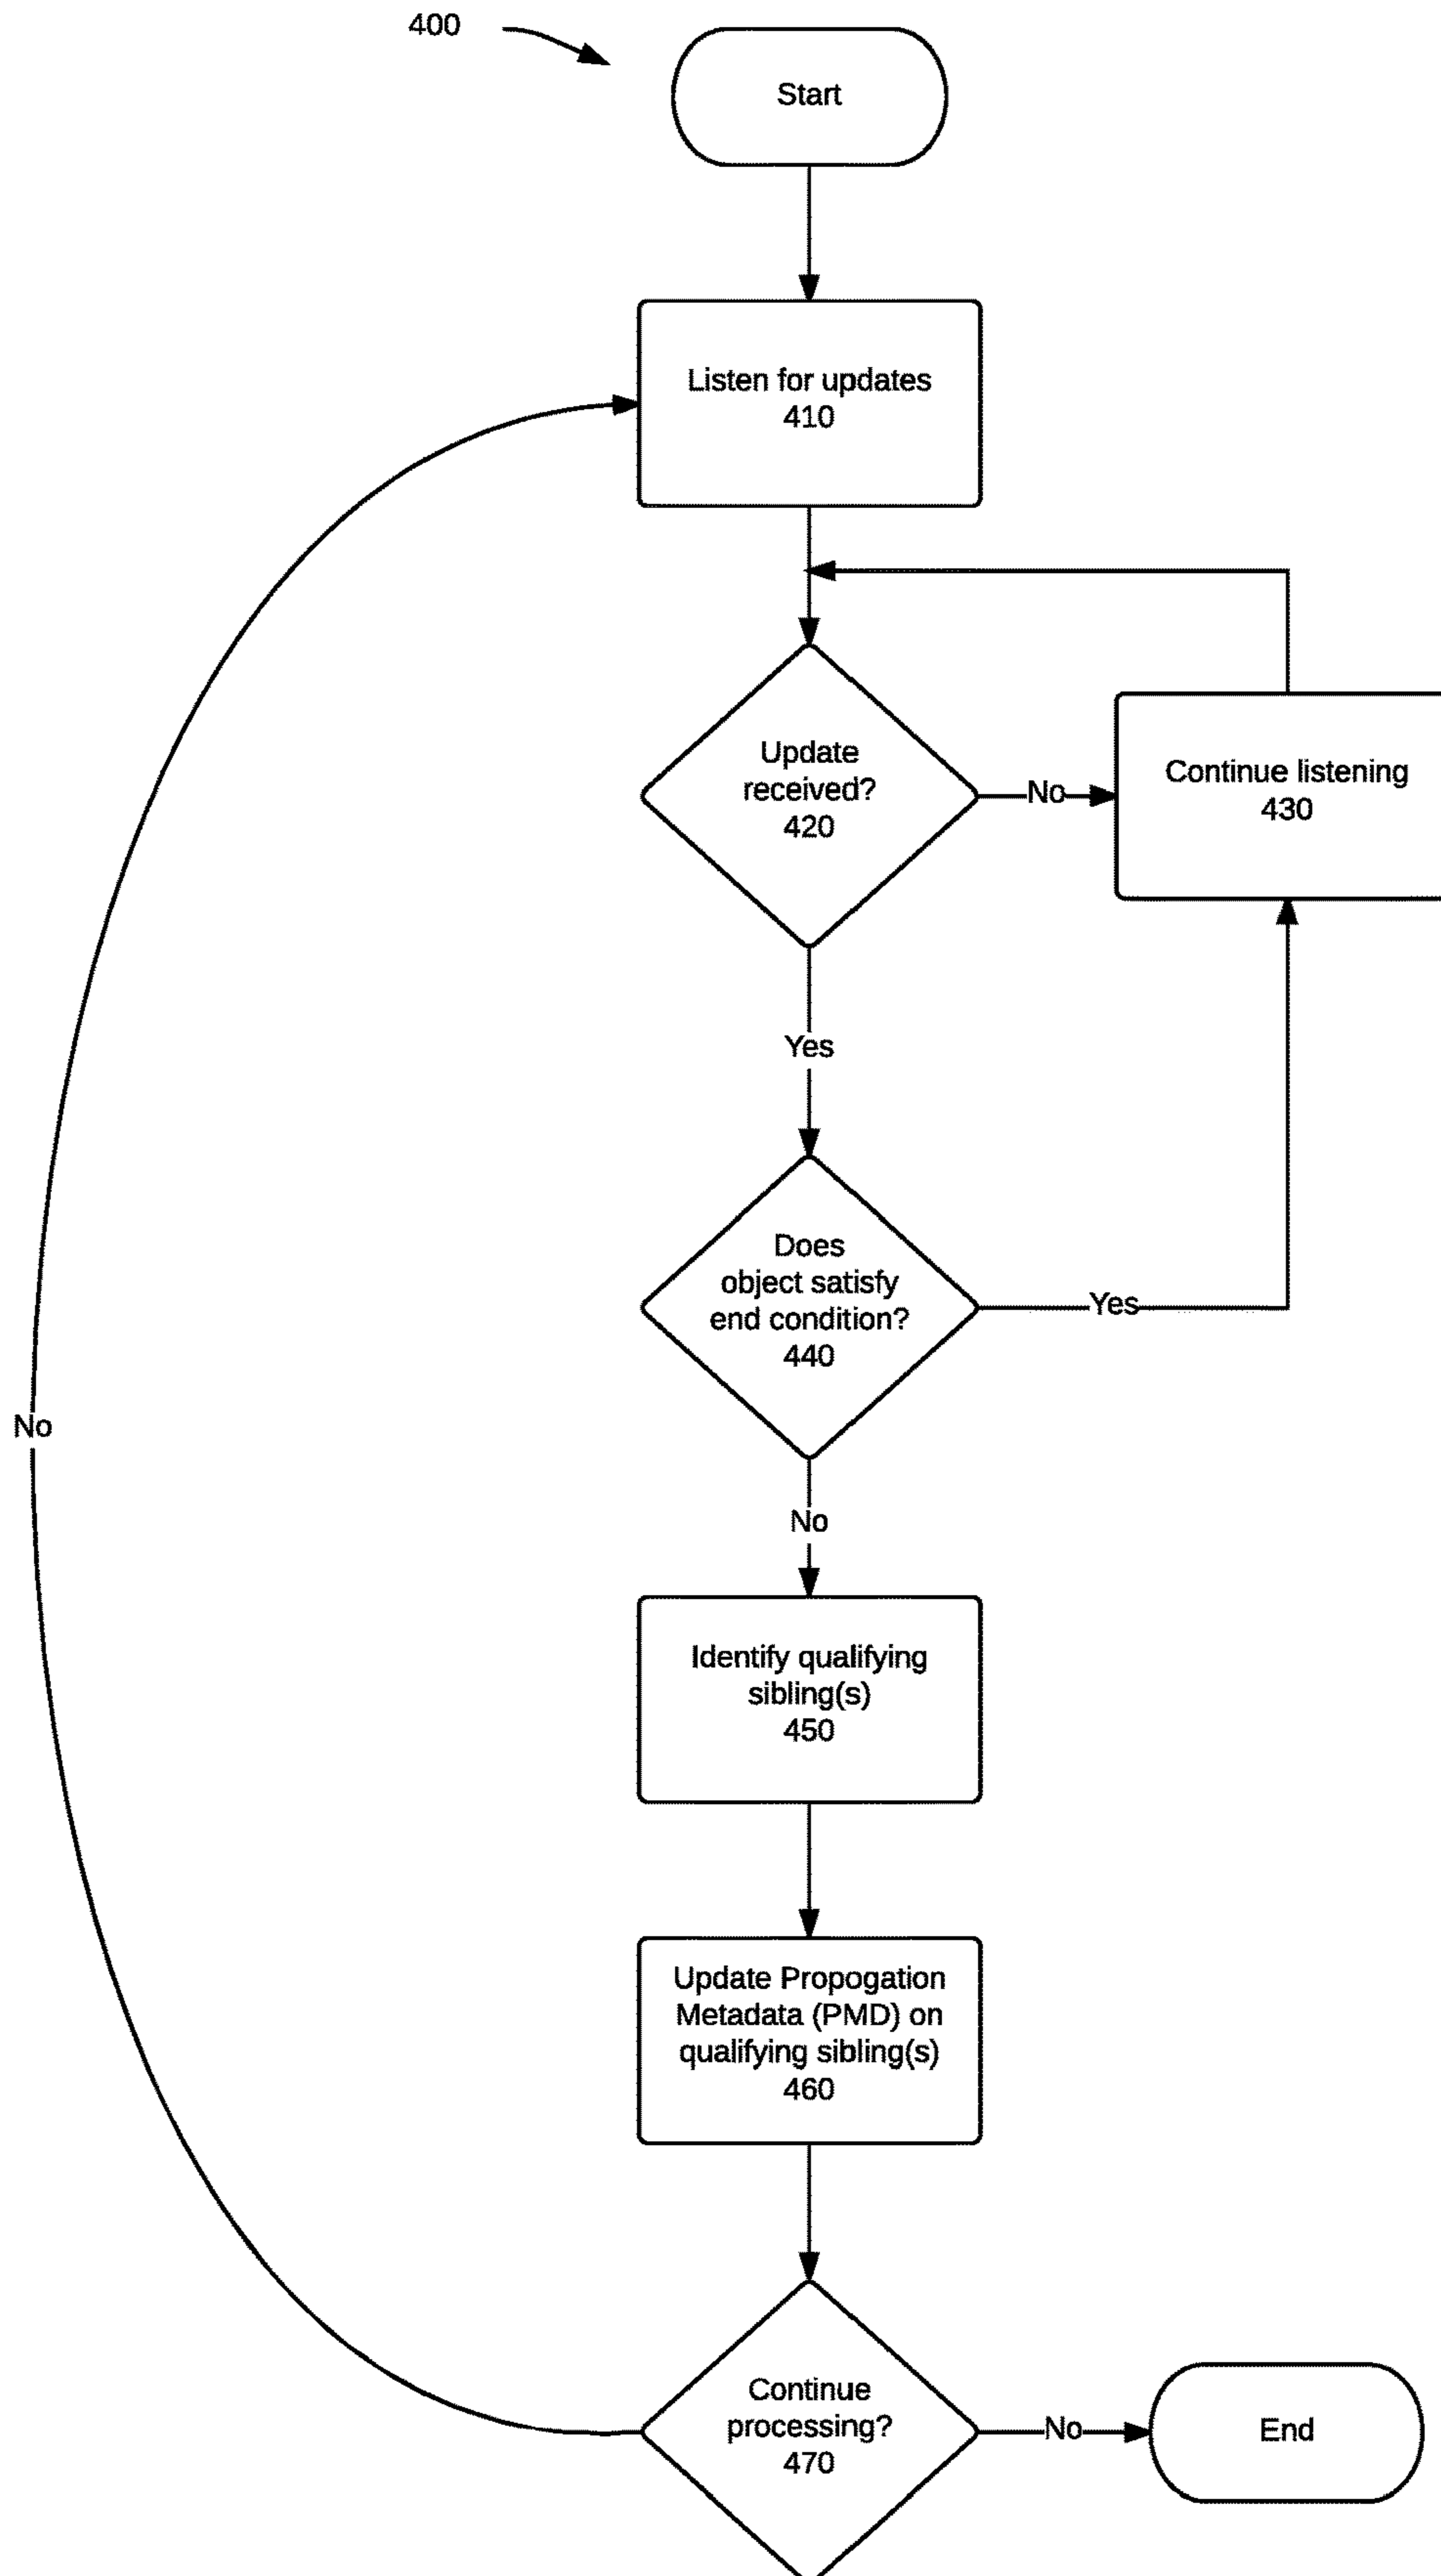 400
Start
Listen for updates
410
Update
received?
420
No
Continue listening
430
Yes
Does
object satisfy
end condition?
440
Yes
No
No
Identify qualifying
sibling(s)
450
Update Propogation
Metadata (PMD) on
qualifying sibling(s)
460
Continue
processing?
470
No
End